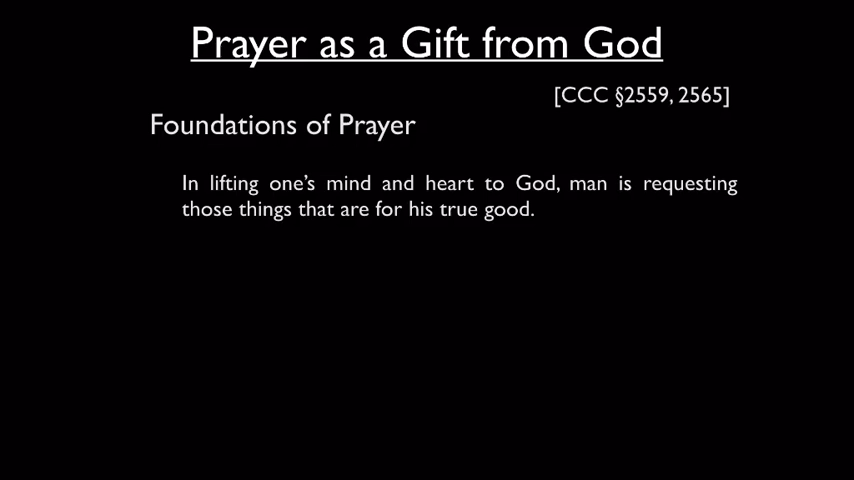 Prayer as a Gift from God
[CCC §2559, 2565]
Foundations of Prayer
In lifting one’s mind and heart to God, man is requesting
those things that are for his true good.